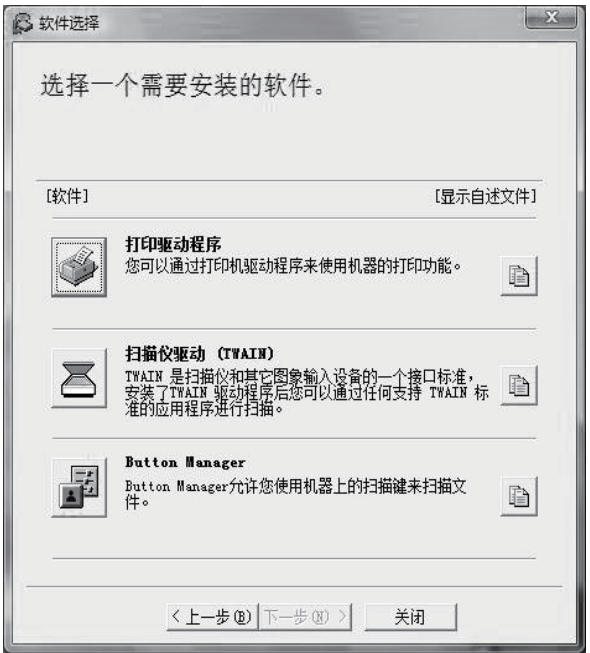 软件选择
选择一个需要安装的软件。
[软件] [显示自述文件]
打印驱动程序
您可以通过打印机驱动程序来使用机器的打印功能。
扫描仪驱动 (TWAIN)
TWAIN 是扫描仪和其它图象输入设备的一个接口标准,
安装了TWAIN 驱动程序后您可以通过任何支持 TWAIN 标
准的应用程序进行扫描。
Button Manager
Button Manager允许您使用机器上的扫描键来扫描文
件。
< 上一步(B) 下一步(N) > 关闭